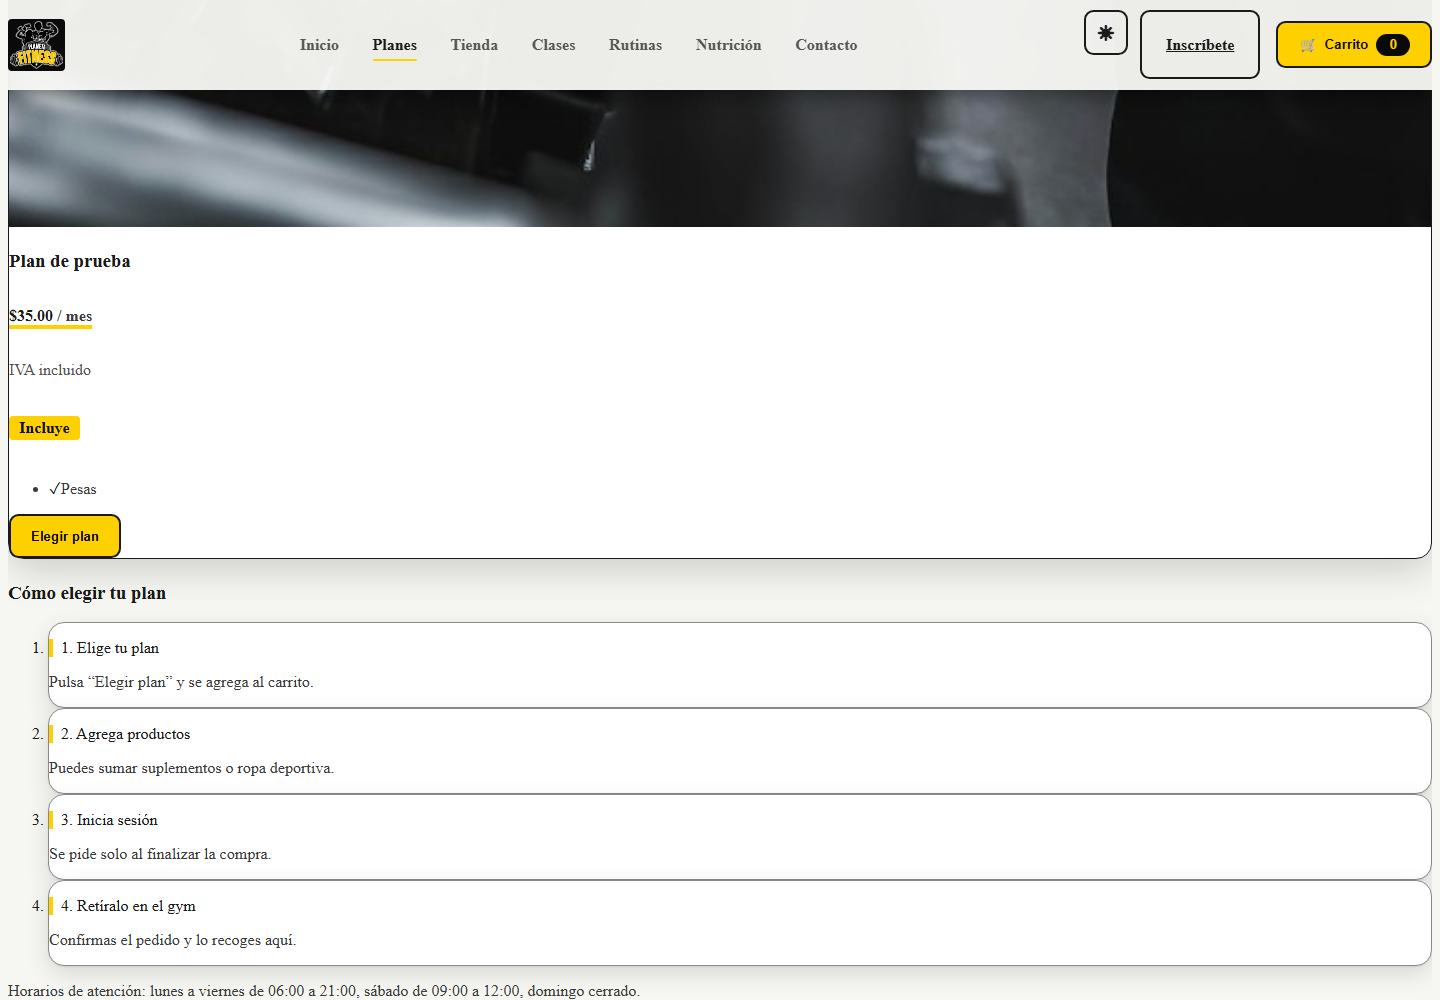 PLANET
FITNESS
Inicio
Planes
Tienda
Clases
Rutinas
Nutrición
Contacto
Inscríbete
Carrito 0
Plan de prueba
$35.00 / mes
IVA incluido
Incluye
• ✓Pesas
Elegir plan
Cómo elegir tu plan
1. 1. Elige tu plan
Pulsa “Elegir plan” y se agrega al carrito.
2. 2. Agrega productos
Puedes sumar suplementos o ropa deportiva.
3. 3. Inicia sesión
Se pide solo al finalizar la compra.
4. 4. Retíralo en el gym
Confirmas el pedido y lo recoges aquí.
Horarios de atención: lunes a viernes de 06:00 a 21:00, sábado de 09:00 a 12:00, domingo cerrado.